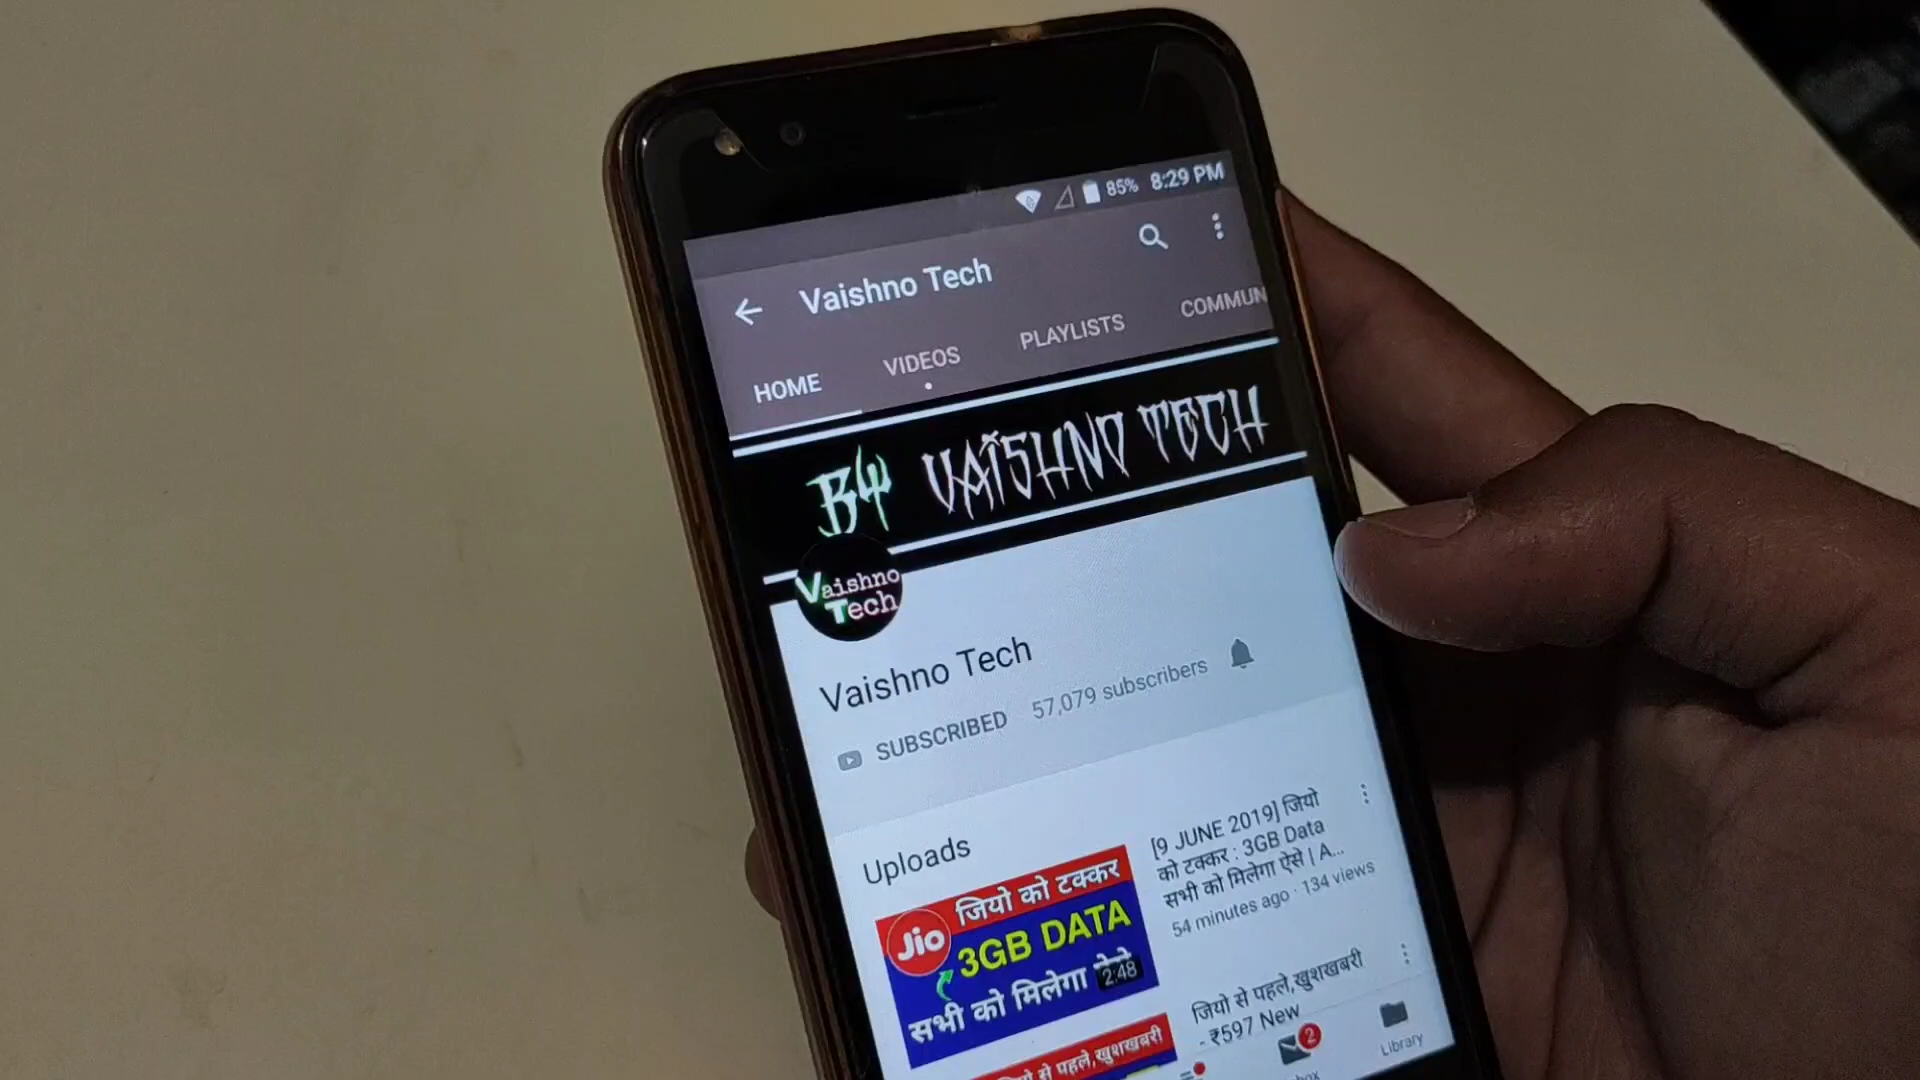 85% 8:29 PM
Vaishno Tech
HOME VIDEOS PLAYLISTS COMMUN
B4 VAISHNO TECH
Vaishno
Tech
Vaishno Tech
SUBSCRIBED 57,079 subscribers
Uploads
Jio
जियो को टक्कर
3GB DATA
सभी को मिलेगा ऐसे
2:48
[9 JUNE 2019] जियो
को टक्कर : 3GB Data
सभी को मिलेगा ऐसे | A...
54 minutes ago · 134 views
जियो से पहले,खुशखबरी
जियो से पहले,खुशखबरी
- ₹597 New
2
Library